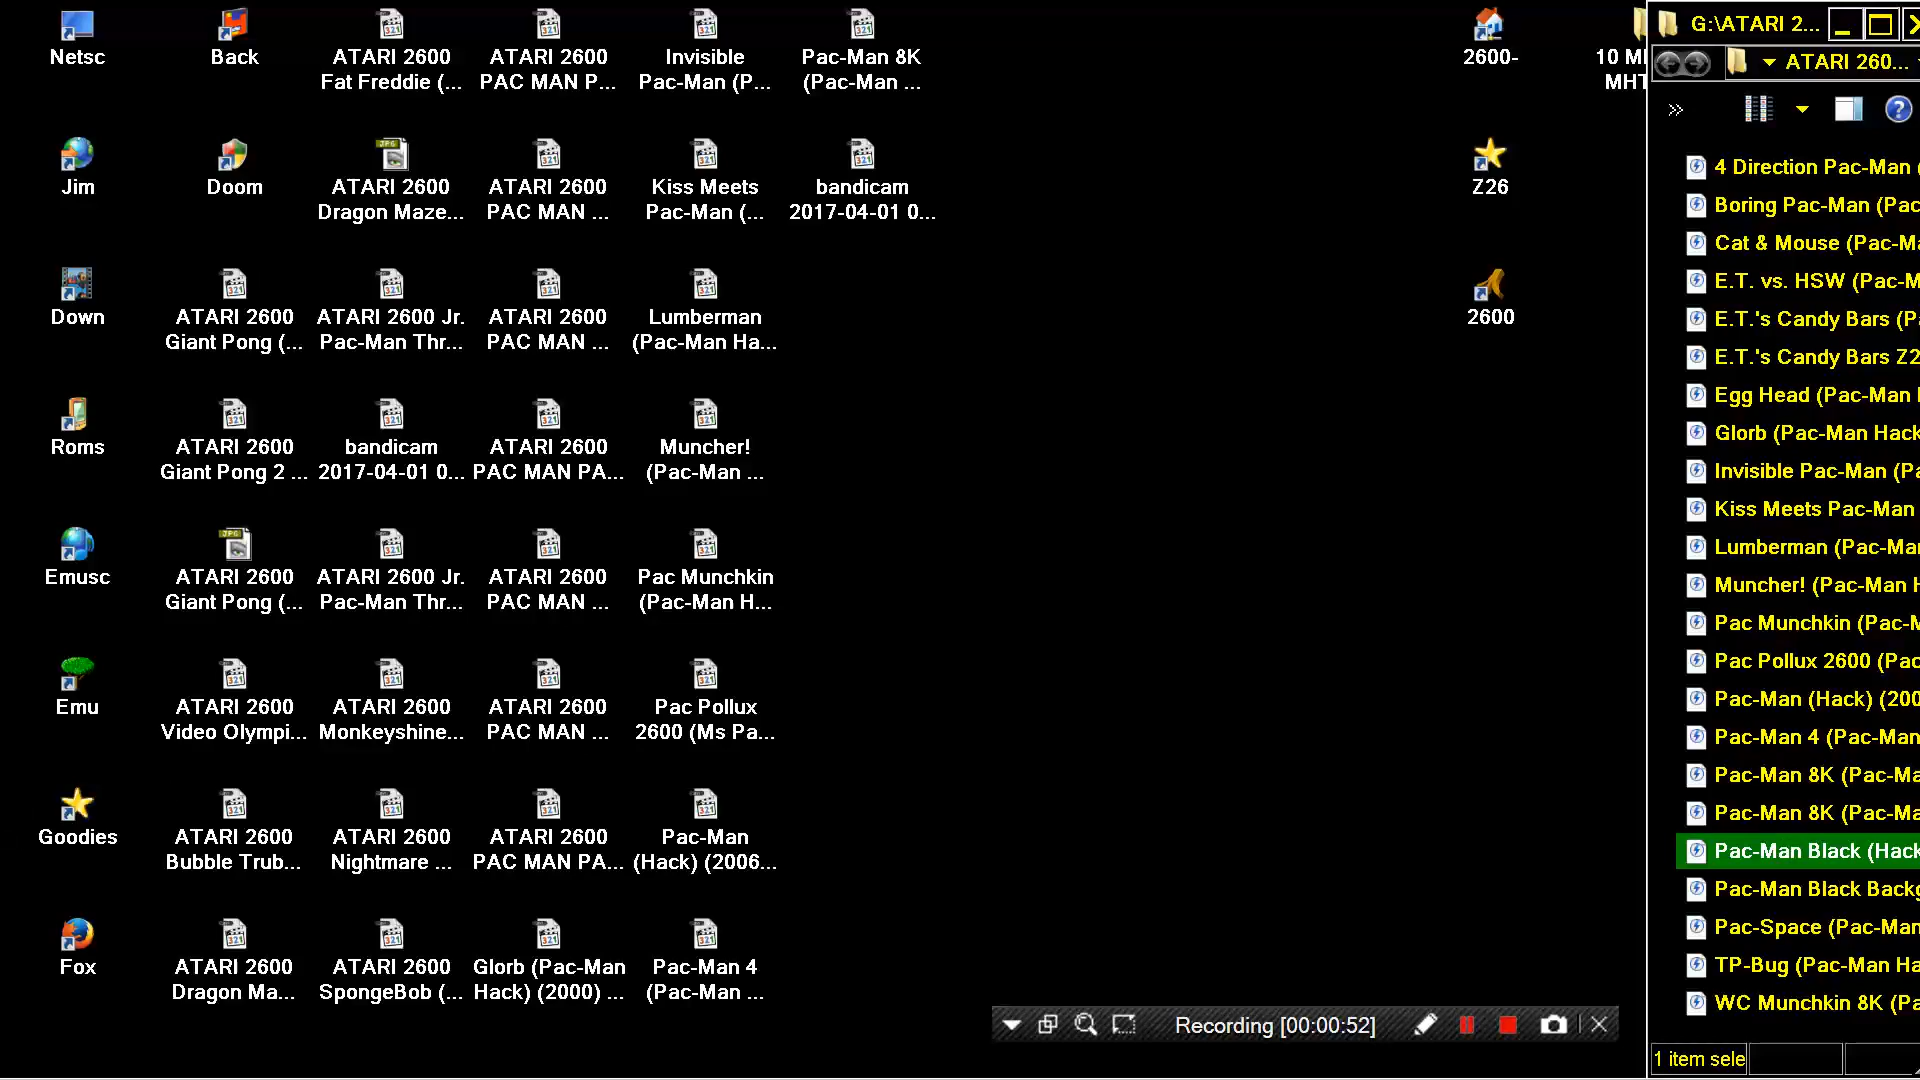 Netsc
Back
ATARI 2600
Fat Freddie (...
ATARI 2600
PAC MAN P...
Invisible
Pac-Man (P...
Pac-Man 8K
(Pac-Man ...
2600-
10 M
MHT
Jim
Doom
ATARI 2600
Dragon Maze...
ATARI 2600
PAC MAN ...
Kiss Meets
Pac-Man (...
bandicam
2017-04-01 0...
Z26
Down
ATARI 2600
Giant Pong (...
ATARI 2600 Jr.
Pac-Man Thr...
ATARI 2600
PAC MAN ...
Lumberman
(Pac-Man Ha...
2600
Roms
ATARI 2600
Giant Pong 2 ...
bandicam
2017-04-01 0...
ATARI 2600
PAC MAN PA...
Muncher!
(Pac-Man ...
Emusc
ATARI 2600
Giant Pong (...
ATARI 2600 Jr.
Pac-Man Thr...
ATARI 2600
PAC MAN ...
Pac Munchkin
(Pac-Man H...
Emu
ATARI 2600
Video Olympi...
ATARI 2600
Monkeyshine...
ATARI 2600
PAC MAN ...
Pac Pollux
2600 (Ms Pa...
Goodies
ATARI 2600
Bubble Trub...
ATARI 2600
Nightmare ...
ATARI 2600
PAC MAN PA...
Pac-Man
(Hack) (2006...
Fox
ATARI 2600
Dragon Ma...
ATARI 2600
SpongeBob (...
Glorb (Pac-Man
Hack) (2000) ...
Pac-Man 4
(Pac-Man ...
Recording [00:00:52]
G:\ATARI 2...
ATARI 260...
4 Direction Pac-Man (
Boring Pac-Man (Pac
Cat & Mouse (Pac-Ma
E.T. vs. HSW (Pac-M
E.T.'s Candy Bars (Pa
E.T.'s Candy Bars Z2
Egg Head (Pac-Man
Glorb (Pac-Man Hack
Invisible Pac-Man (Pa
Kiss Meets Pac-Man
Lumberman (Pac-Man
Muncher! (Pac-Man H
Pac Munchkin (Pac-M
Pac Pollux 2600 (Pac
Pac-Man (Hack) (200
Pac-Man 4 (Pac-Man
Pac-Man 8K (Pac-Ma
Pac-Man 8K (Pac-Ma
Pac-Man Black (Hack
Pac-Man Black Backg
Pac-Space (Pac-Man
TP-Bug (Pac-Man Ha
WC Munchkin 8K (Pa
1 item sele